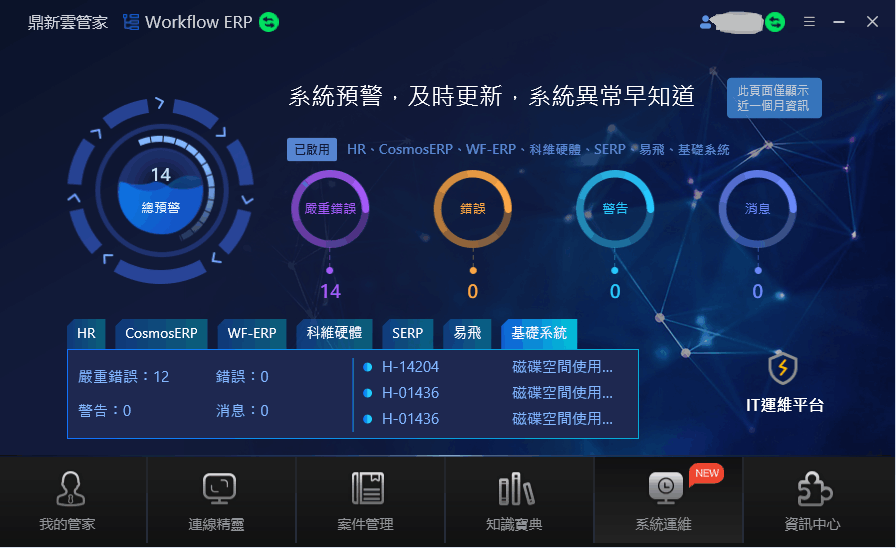 鼎新雲管家 Workflow ERP
系統預警，及時更新，系統異常早知道
此頁面僅顯示
近一個月資訊
已啟用 HR、CosmosERP、WF-ERP、科維硬體、SERP、易飛、基礎系統
14
總預警
嚴重錯誤 錯誤 警告 消息
14 0 0 0
HR CosmosERP WF-ERP 科維硬體 SERP 易飛 基礎系統
嚴重錯誤：12 錯誤：0
警告：0 消息：0
H-14204 磁碟空間使用...
H-01436 磁碟空間使用...
H-01436 磁碟空間使用...
IT運維平台
NEW
我的管家 連線精靈 案件管理 知識寶典 系統運維 資訊中心